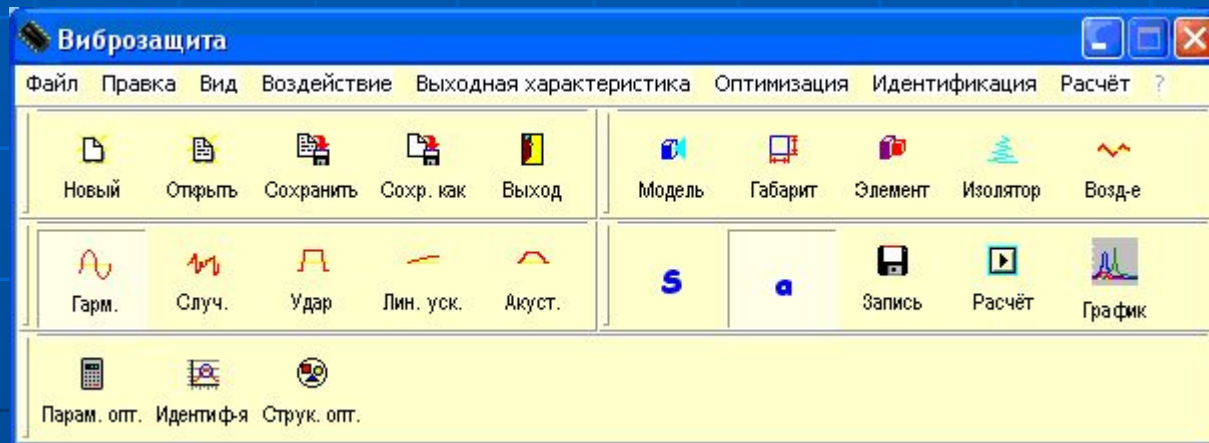 Виброзащита
Файл Правка Вид Воздействие Выходная характеристика Оптимизация Идентификация Расчёт ?
Новый Открыть Сохранить Сохр. как Выход Модель Габарит Элемент Изолятор Возд-е
Гарм. Случ. Удар Лин. уск. Акуст. S a Запись Расчёт График
Парам. опт. Идентиф-я Струк. опт.